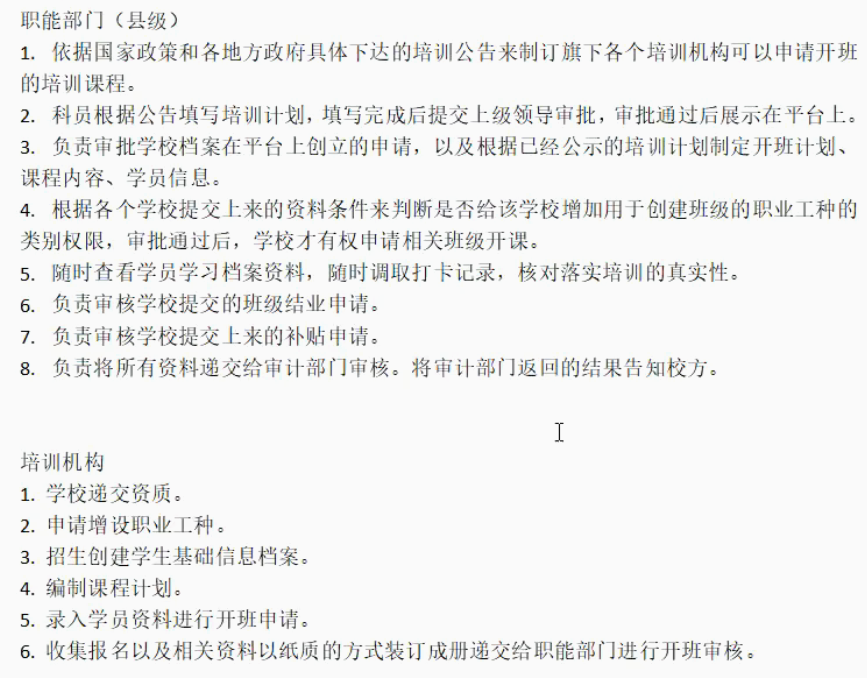 职能部门（县级）
1. 依据国家政策和各地方政府具体下达的培训公告来制订旗下各个培训机构可以申请开班
的培训课程。
2. 科员根据公告填写培训计划，填写完成后提交上级领导审批，审批通过后展示在平台上。
3. 负责审批学校档案在平台上创立的申请，以及根据已经公示的培训计划制定开班计划、
课程内容、学员信息。
4. 根据各个学校提交上来的资料条件来判断是否给该学校增加用于创建班级的职业工种的
类别权限，审批通过后，学校才有权申请相关班级开课。
5. 随时查看学员学习档案资料，随时调取打卡记录，核对落实培训的真实性。
6. 负责审核学校提交的班级结业申请。
7. 负责审核学校提交上来的补贴申请。
8. 负责将所有资料递交给审计部门审核。将审计部门返回的结果告知校方。
培训机构
1. 学校递交资质。
2. 申请增设职业工种。
3. 招生创建学生基础信息档案。
4. 编制课程计划。
5. 录入学员资料进行开班申请。
6. 收集报名以及相关资料以纸质的方式装订成册递交给职能部门进行开班审核。